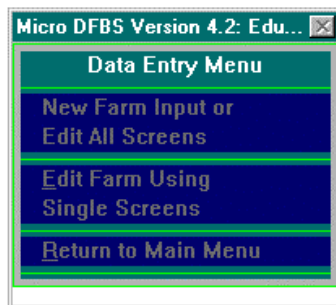 Micro DFBS Version 4.2: Edu...
Data Entry Menu
New Farm Input or
Edit All Screens
Edit Farm Using
Single Screens
Return to Main Menu